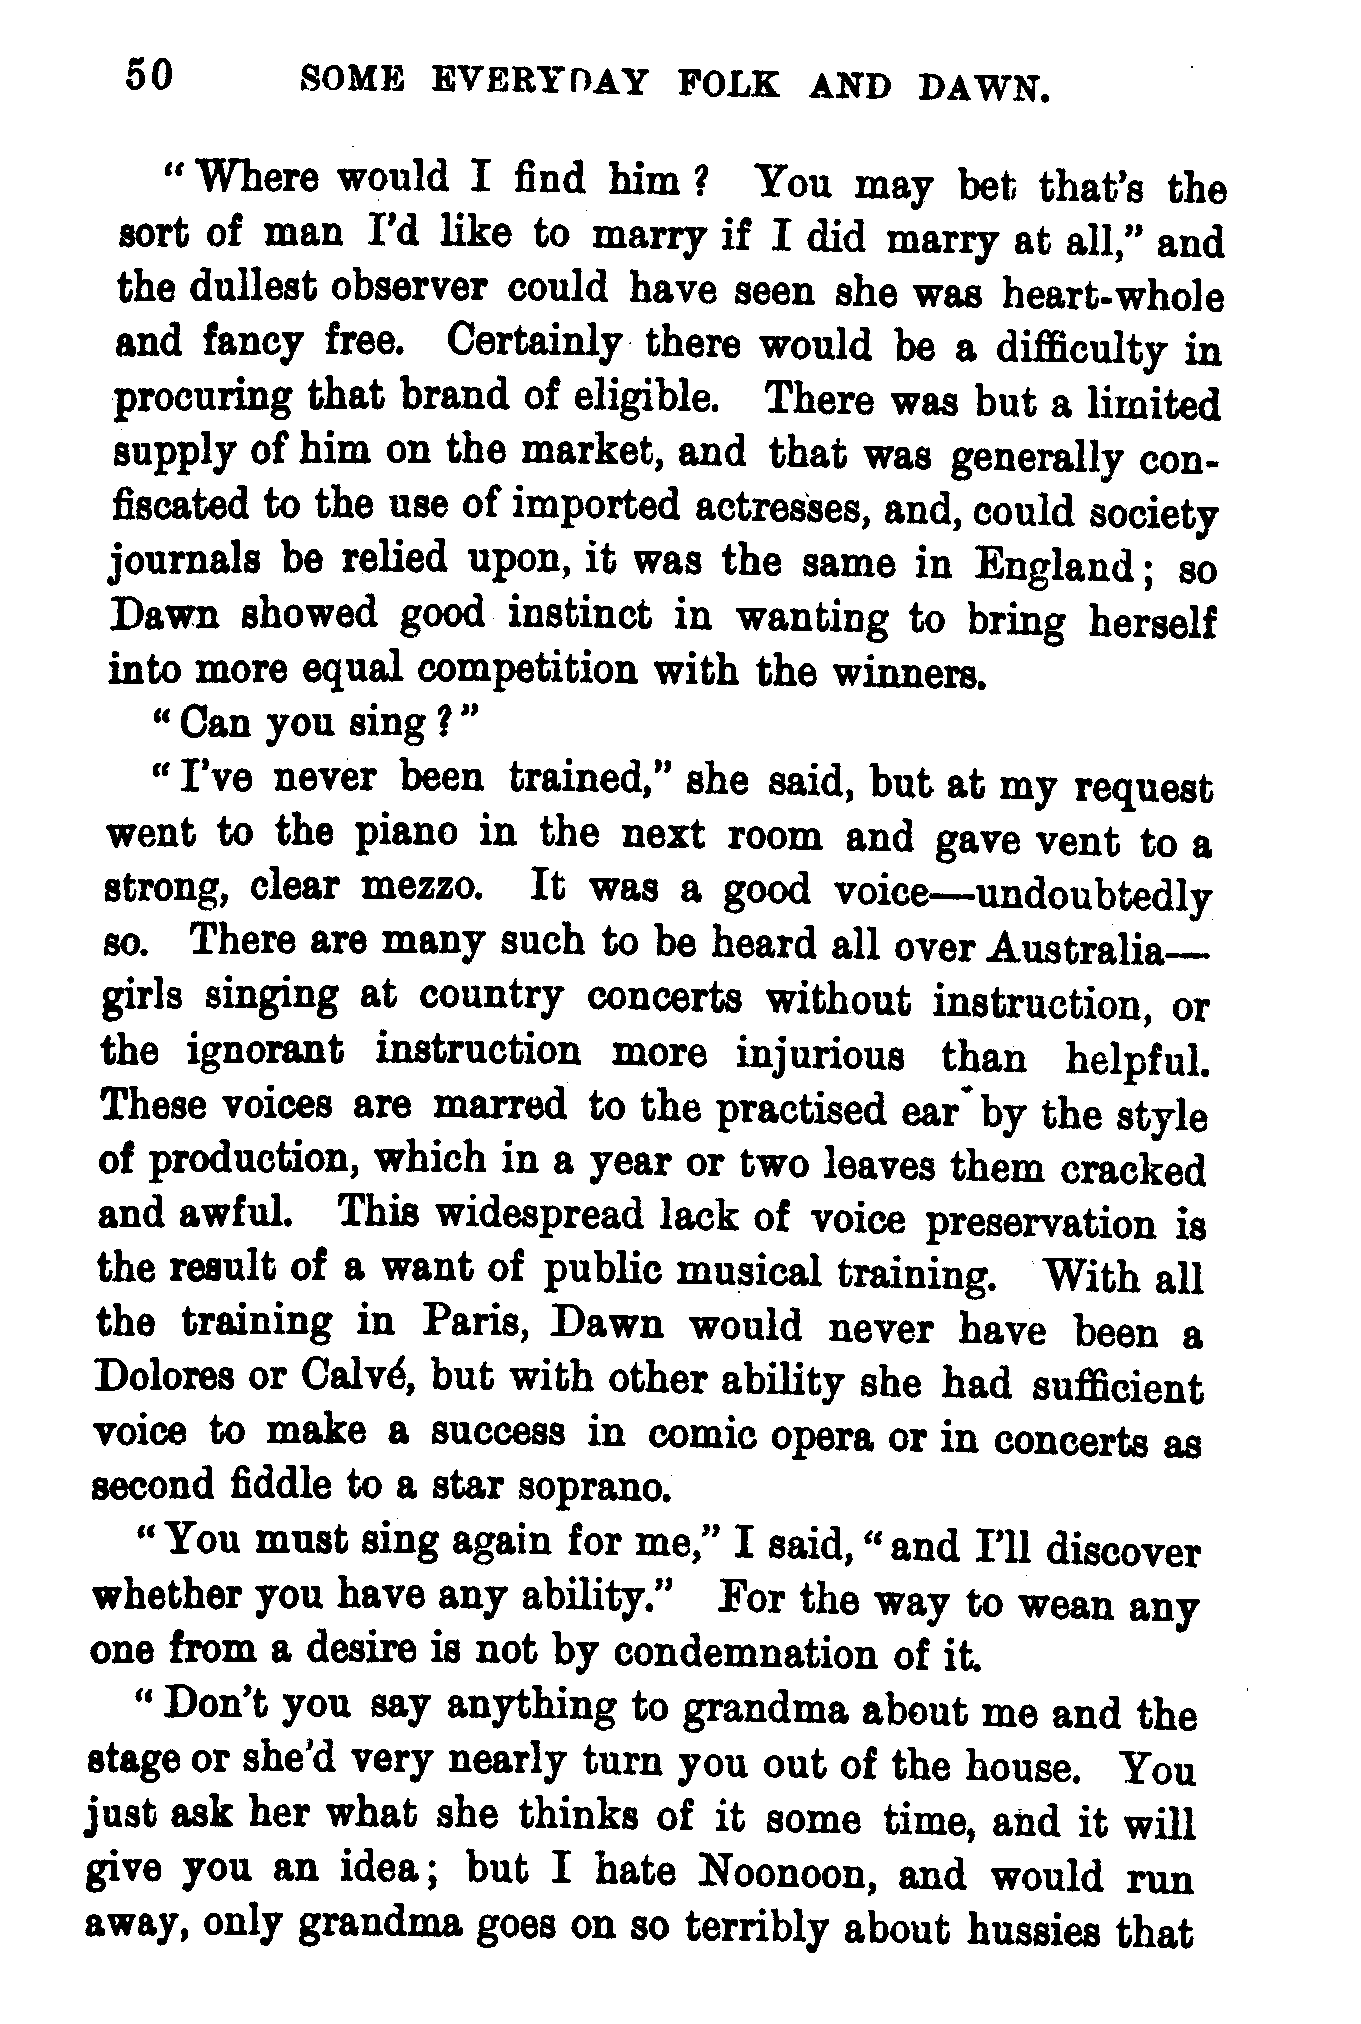 50 SOME EVERYDAY FOLK AND DAWN.
"Where would I find him? You may bet that's the
sort of man I'd like to marry if I did marry at all," and
the dullest observer could have seen she was heart-whole
and fancy free. Certainly there would be a difficulty in
procuring that brand of eligible. There was but a limited
supply of him on the market, and that was generally con-
fiscated to the use of imported actresses, and, could society
journals be relied upon, it was the same in England; so
Dawn showed good instinct in wanting to bring herself
into more equal competition with the winners.
"Can you sing?"
"I've never been trained," she said, but at my request
went to the piano in the next room and gave vent to a
strong, clear mezzo. It was a good voice—undoubtedly
so. There are many such to be heard all over Australia—
girls singing at country concerts without instruction, or
the ignorant instruction more injurious than helpful.
These voices are marred to the practised ear by the style
of production, which in a year or two leaves them cracked
and awful. This widespread lack of voice preservation is
the result of a want of public musical training. With all
the training in Paris, Dawn would never have been a
Dolores or Calvé, but with other ability she had sufficient
voice to make a success in comic opera or in concerts as
second fiddle to a star soprano.
"You must sing again for me," I said, "and I'll discover
whether you have any ability." For the way to wean any
one from a desire is not by condemnation of it.
"Don't you say anything to grandma about me and the
stage or she'd very nearly turn you out of the house. You
just ask her what she thinks of it some time, and it will
give you an idea; but I hate Noonoon, and would run
away, only grandma goes on so terribly about hussies that